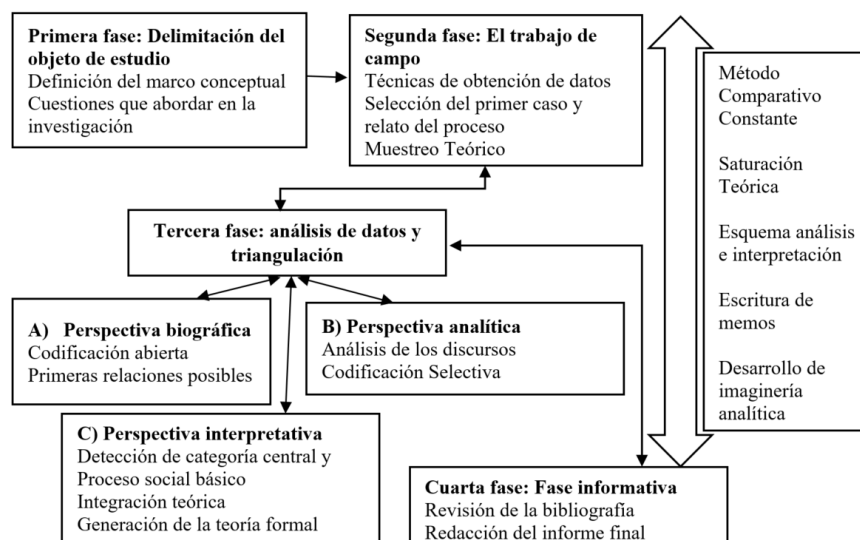 Primera fase: Delimitación del
objeto de estudio
Definición del marco conceptual
Cuestiones que abordar en la
investigación
Segunda fase: El trabajo de
campo
Técnicas de obtención de datos
Selección del primer caso y
relato del proceso
Muestreo Teórico
Método
Comparativo
Constante
Saturación
Teórica
Esquema análisis
e interpretación
Escritura de
memos
Desarrollo de
imaginería
analítica
Tercera fase: análisis de datos y
triangulación
A) Perspectiva biográfica
Codificación abierta
Primeras relaciones posibles
B) Perspectiva analítica
Análisis de los discursos
Codificación Selectiva
C) Perspectiva interpretativa
Detección de categoría central y
Proceso social básico
Integración teórica
Generación de la teoría formal
Cuarta fase: Fase informativa
Revisión de la bibliografía
Redacción del informe final